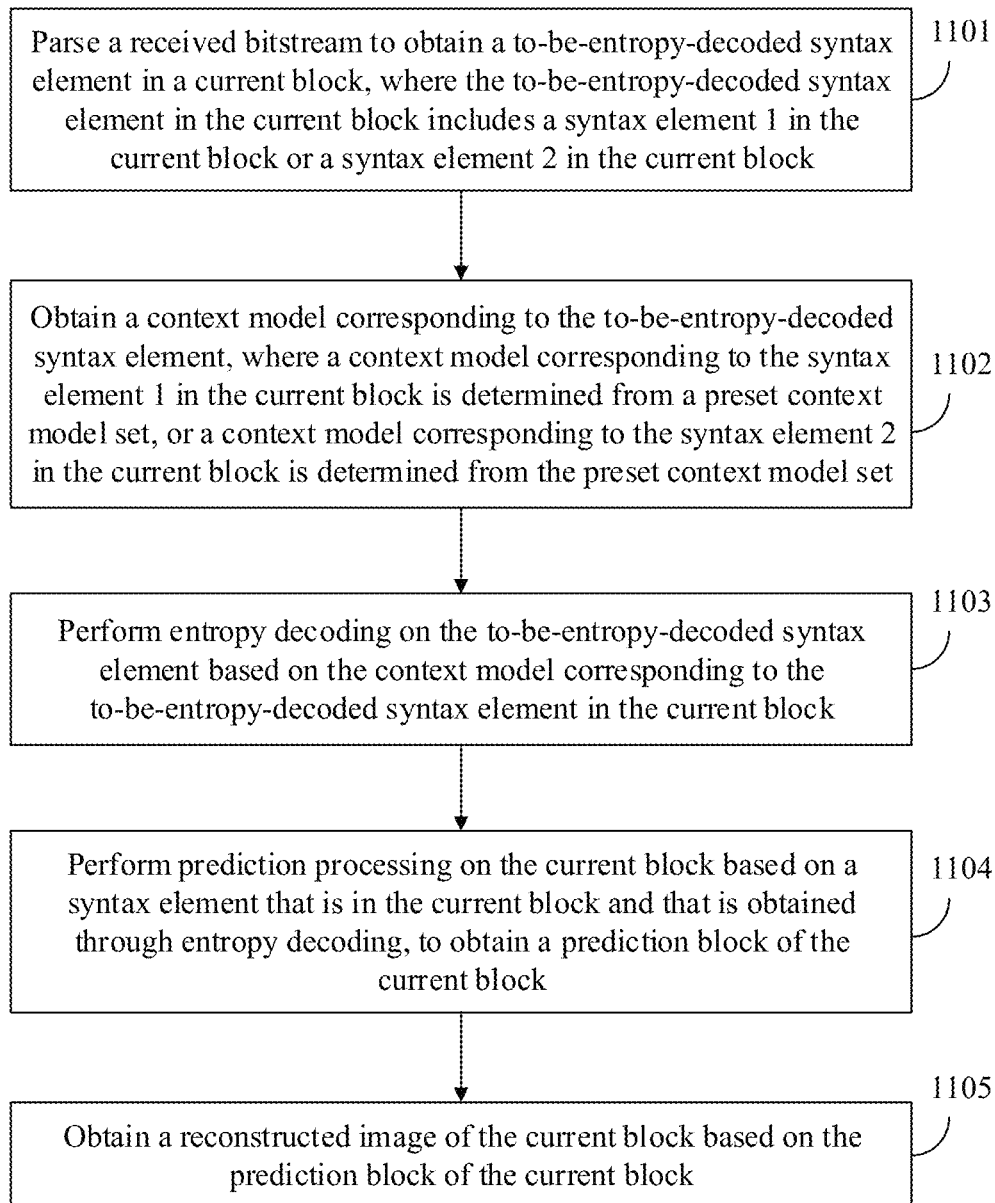 1101
Parse a received bitstream to obtain a to-be-entropy-decoded syntax
element in a current block, where the to-be-entropy-decoded syntax
element in the current block includes a syntax element 1 in the
current block or a syntax element 2 in the current block
1102
Obtain a context model corresponding to the to-be-entropy-decoded
syntax element, where a context model corresponding to the syntax
element 1 in the current block is determined from a preset context
model set, or a context model corresponding to the syntax element 2
in the current block is determined from the preset context model set
1103
Perform entropy decoding on the to-be-entropy-decoded syntax
element based on the context model corresponding to the
to-be-entropy-decoded syntax element in the current block
1104
Perform prediction processing on the current block based on a
syntax element that is in the current block and that is obtained
through entropy decoding, to obtain a prediction block of the
current block
1105
Obtain a reconstructed image of the current block based on the
prediction block of the current block